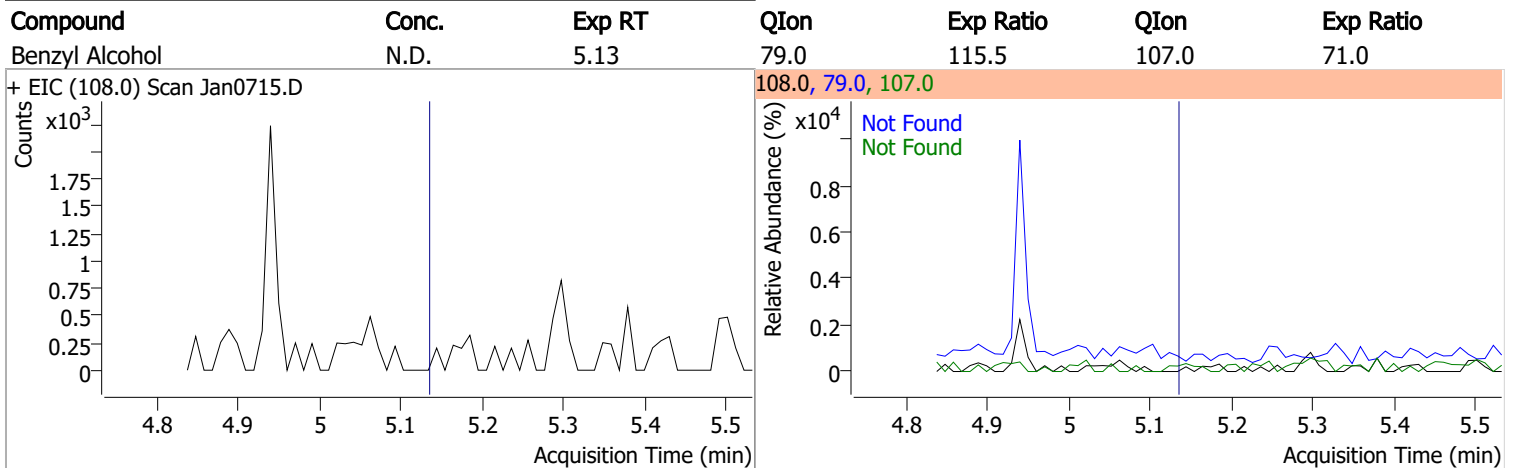 Compound Conc. Exp RT QIon Exp Ratio QIon Exp Ratio
Benzyl Alcohol N.D. 5.13 79.0 115.5 107.0 71.0
+ EIC (108.0) Scan Jan0715.D
Counts
x10³
1.75
1.5
1.25
1
0.75
0.5
0.25
0
4.8 4.9 5 5.1 5.2 5.3 5.4 5.5
Acquisition Time (min)
108.0, 79.0, 107.0
Relative Abundance (%)
x10⁴
Not Found
Not Found
0.8
0.6
0.4
0.2
0
4.8 4.9 5 5.1 5.2 5.3 5.4 5.5
Acquisition Time (min)